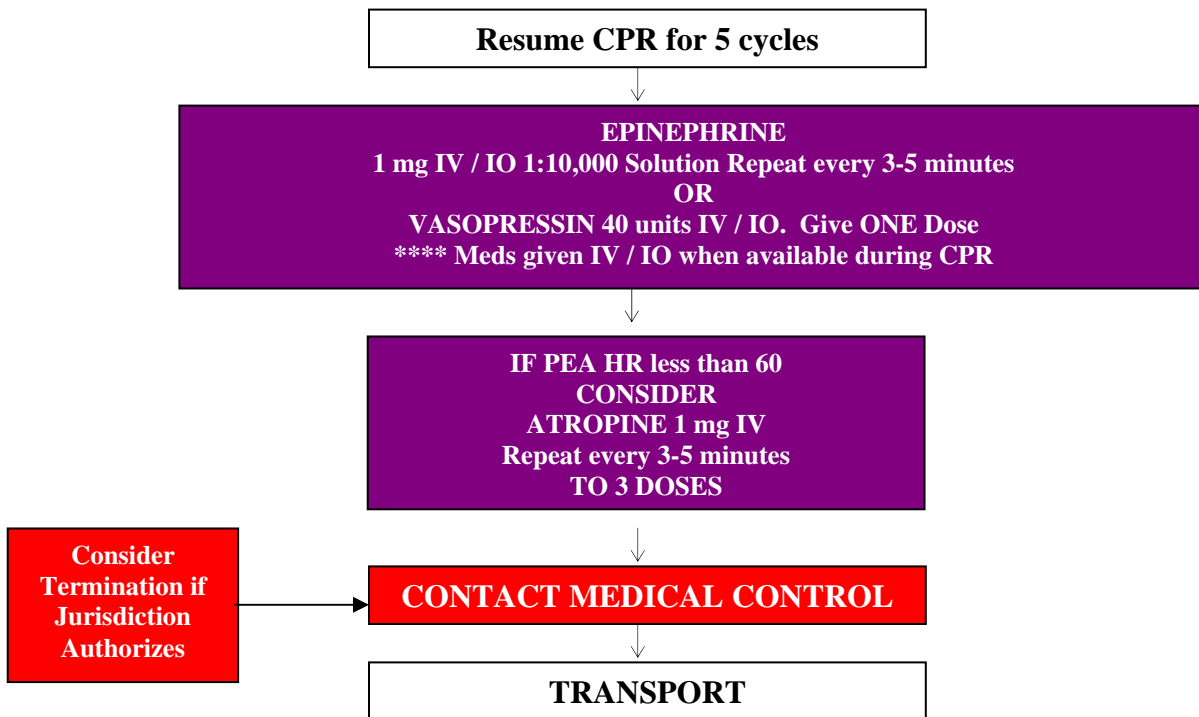 Resume CPR for 5 cycles
EPINEPHRINE
1 mg IV / IO 1:10,000 Solution Repeat every 3-5 minutes
OR
VASOPRESSIN 40 units IV / IO.  Give ONE Dose
**** Meds given IV / IO when available during CPR
IF PEA HR less than 60
CONSIDER
ATROPINE 1 mg IV
Repeat every 3-5 minutes
TO 3 DOSES
Consider
Termination if
Jurisdiction
Authorizes
CONTACT MEDICAL CONTROL
TRANSPORT